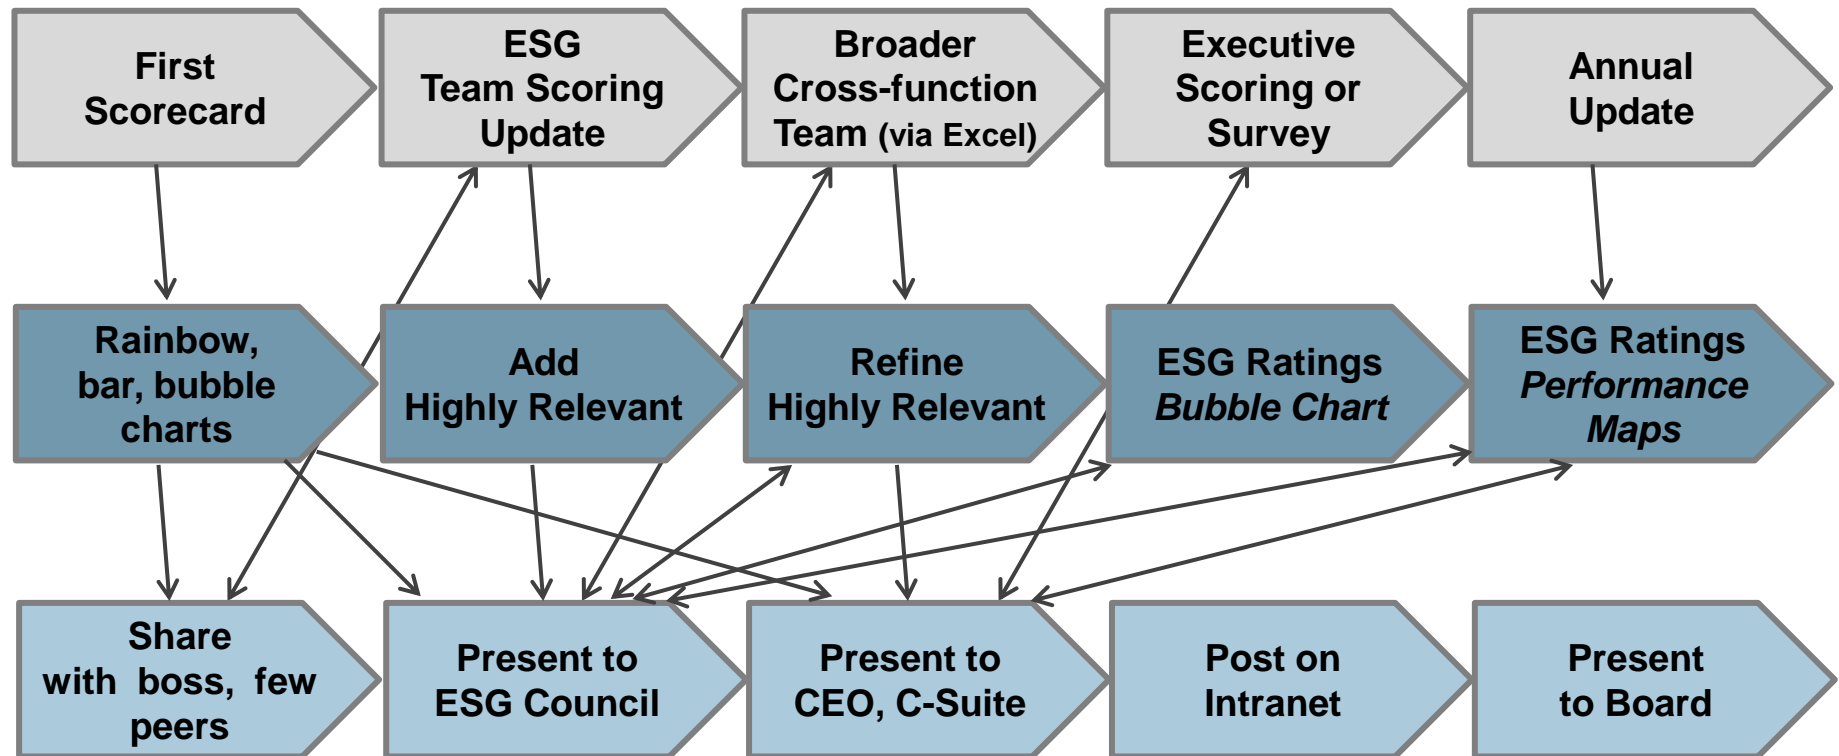 First
Scorecard
ESG
Team Scoring
Update
Broader
Cross-function
Team (via Excel)
Executive
Scoring or
Survey
Annual
Update
Rainbow,
bar, bubble
charts
Add
Highly Relevant
Refine
Highly Relevant
ESG Ratings
Bubble Chart
ESG Ratings
Performance
Maps
Share
with boss, few
peers
Present to
ESG Council
Present to
CEO, C-Suite
Post on
Intranet
Present
to Board